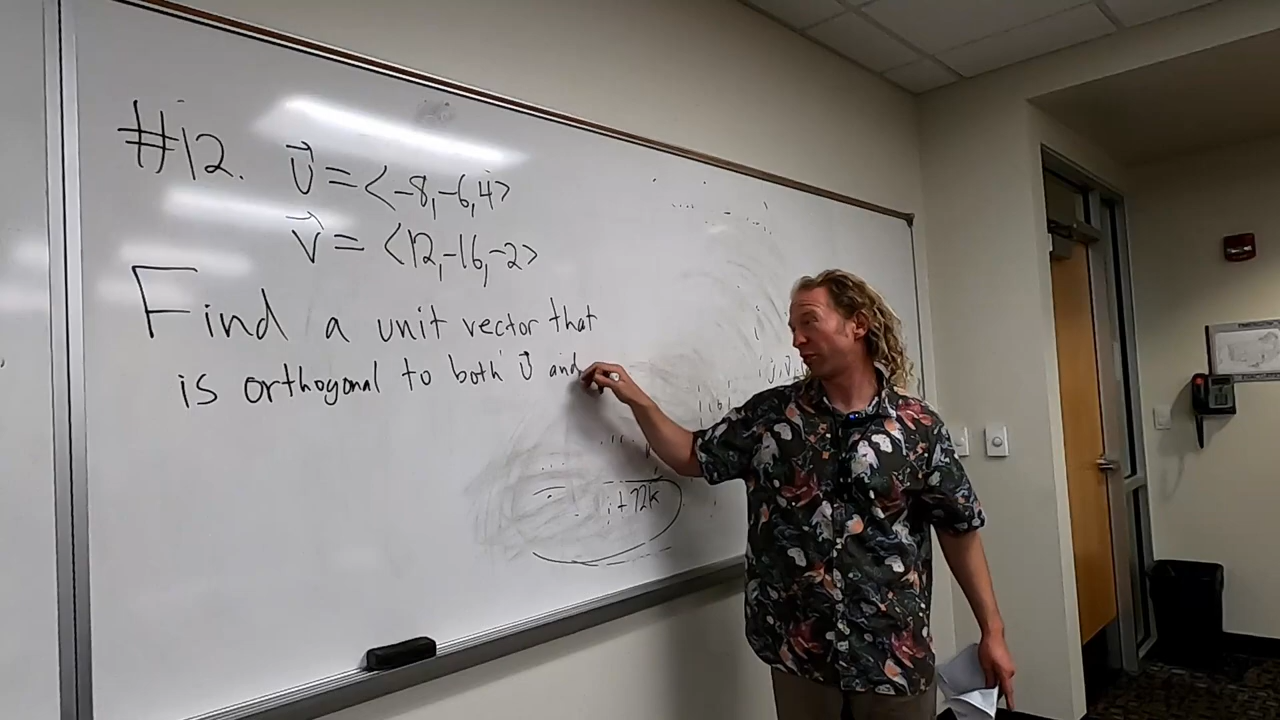 #12. U⃗ = <-8,-6,4>
V⃗ = <12,-16,-2>
Find a unit vector that
is orthogonal to both U⃗ and
i+72k